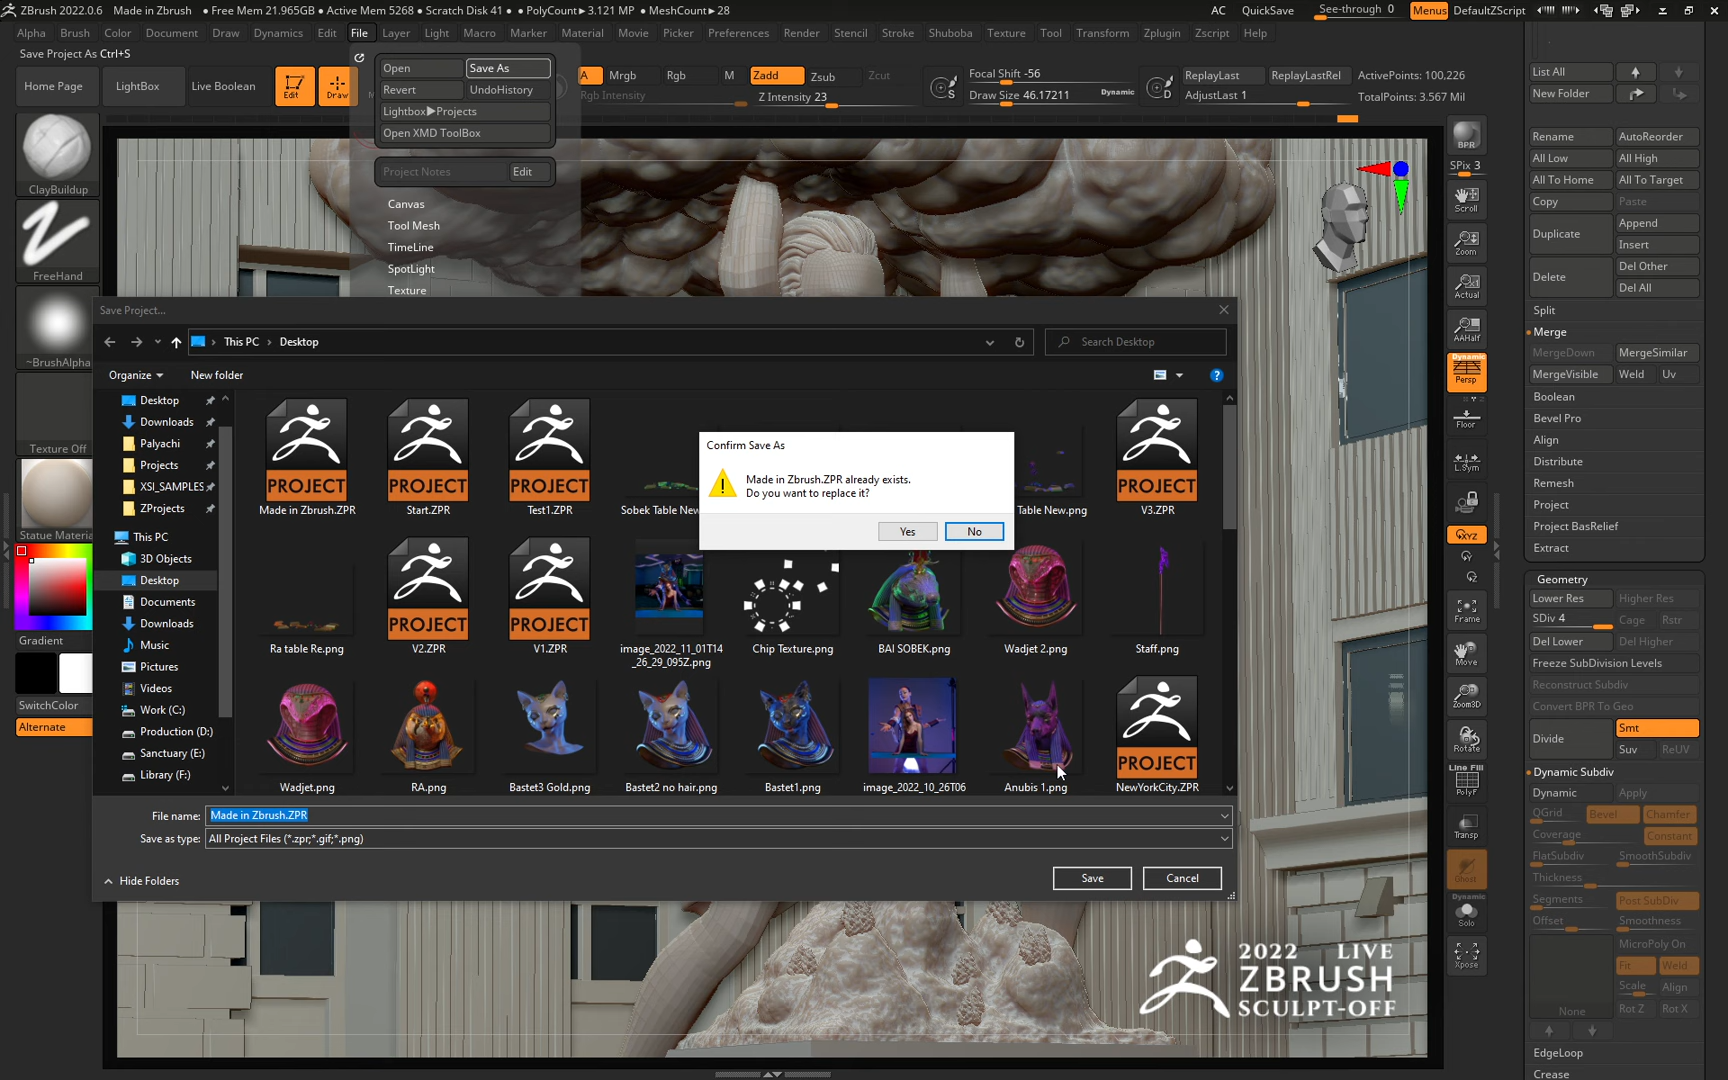 ZBrush 2022.0.6 Made in Zbrush • Free Mem 21.965GB • Active Mem 5268 • Scratch Disk 41 • • PolyCount▸ 3.121 MP • MeshCount▸ 28
AC QuickSave See-through 0 Menus DefaultZScript
Alpha Brush Color Document Draw Dynamics Edit File Layer Light Macro Marker Material Movie Picker Preferences Render Stencil Stroke Shuboba Texture Tool Transform Zplugin Zscript Help
Save Project As Ctrl+S
Home Page
LightBox
Live Boolean
Edit
Draw
Open
Save As
Revert
UndoHistory
Lightbox▶Projects
Open XMD ToolBox
Project Notes
Edit
Canvas
Tool Mesh
TimeLine
SpotLight
Texture
A
Mrgb
Rgb
M
Zadd
Zsub
Zcut
Rgb Intensity
Z Intensity 23
S
Focal Shift -56
Draw Size 46.17211
Dynamic
D
ReplayLast
ReplayLastRel
AdjustLast 1
ActivePoints: 100,226
TotalPoints: 3.567 Mil
ClayBuildup
FreeHand
~BrushAlpha
Texture Off
Statue Materia
Gradient
SwitchColor
Alternate
Save Project...
This PC > Desktop
Search Desktop
Organize
New folder
Desktop
Downloads
Palyachi
Projects
XSI_SAMPLES
ZProjects
This PC
3D Objects
Desktop
Documents
Downloads
Music
Pictures
Videos
Work (C:)
Production (D:)
Sanctuary (E:)
Library (F:)
PROJECT
PROJECT
PROJECT
PROJECT
Made in Zbrush.ZPR
Start.ZPR
Test1.ZPR
Sobek Table New
Table New.png
V3.ZPR
Confirm Save As
Made in Zbrush.ZPR already exists.
Do you want to replace it?
Yes
No
PROJECT
PROJECT
Ra table Re.png
V2.ZPR
V1.ZPR
image_2022_11_01T14
_26_29_095Z.png
Chip Texture.png
BAI SOBEK.png
Wadjet 2.png
Staff.png
PROJECT
Wadjet.png
RA.png
Bastet3 Gold.png
Bastet2 no hair.png
Bastet1.png
image_2022_10_26T06
Anubis 1.png
NewYorkCity.ZPR
File name: Made in Zbrush.ZPR
Save as type: All Project Files (*.zpr;*.gif;*.png)
Hide Folders
Save
Cancel
2022 LIVE
ZBRUSH
SCULPT-OFF
BPR
SPix 3
Scroll
Zoom
Actual
AAHalf
Dynamic
Persp
Floor
L.Sym
XYZ
Frame
Move
Zoom3D
Rotate
Line Fill
PolyF
Transp
Ghost
Dynamic
Solo
Xpose
List All
New Folder
Rename
AutoReorder
All Low
All High
All To Home
All To Target
Copy
Paste
Duplicate
Append
Insert
Delete
Del Other
Del All
Split
Merge
MergeDown
MergeSimilar
MergeVisible
Weld
Uv
Boolean
Bevel Pro
Align
Distribute
Remesh
Project
Project BasRelief
Extract
Geometry
Lower Res
Higher Res
SDiv 4
Cage
Rstr
Del Lower
Del Higher
Freeze SubDivision Levels
Reconstruct Subdiv
Convert BPR To Geo
Divide
Smt
Suv
ReUV
Dynamic Subdiv
Dynamic
Apply
QGrid
Bevel
Chamfer
Coverage
Constant
FlatSubdiv
SmoothSubdiv
Thickness
Segments
Post SubDiv
Offset
Smoothness
MicroPoly On
Fit
Weld
Scale
Align
None
Rot Z
Rot X
EdgeLoop
Crease